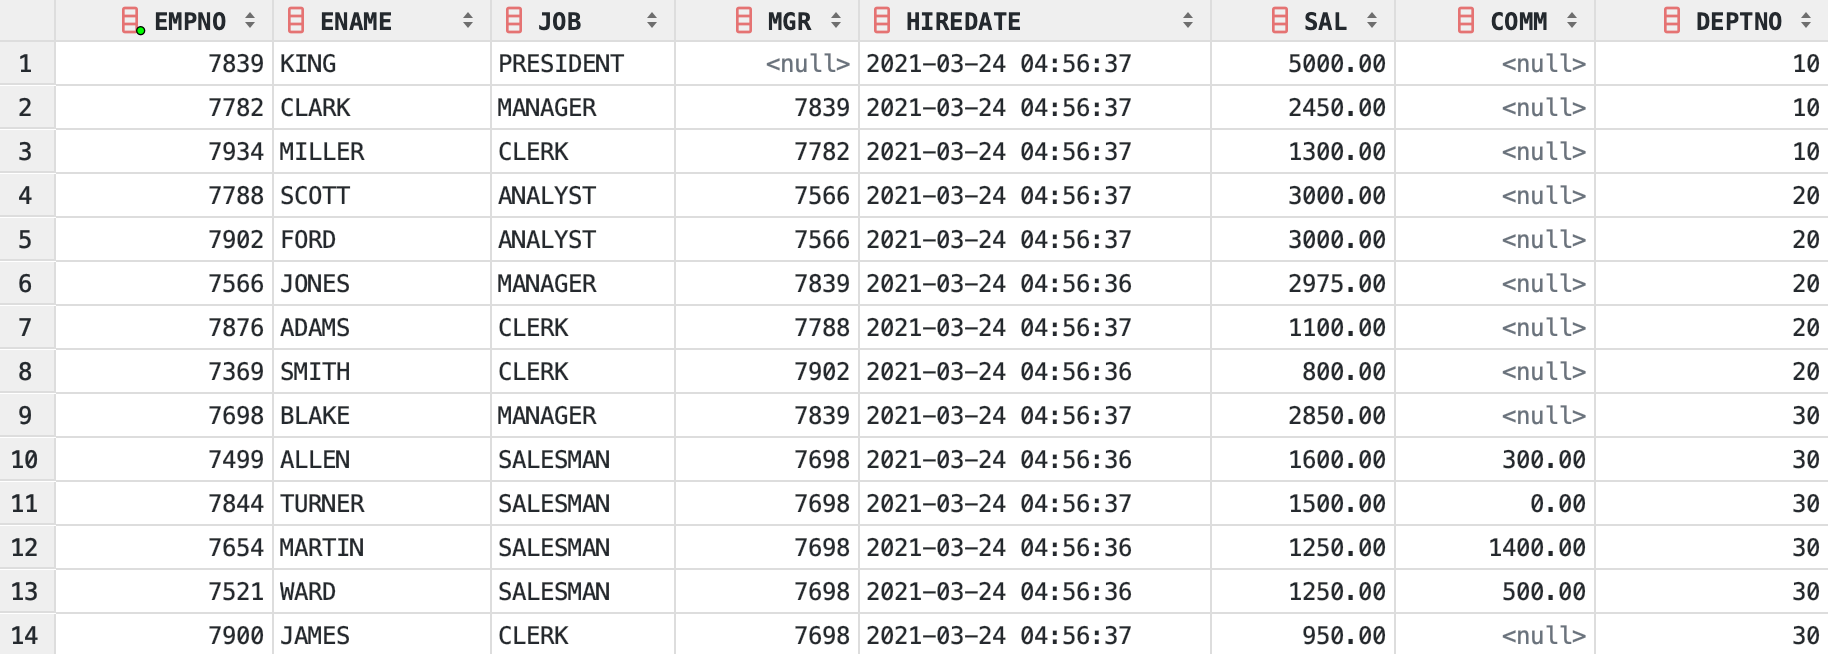 EMPNO ENAME JOB MGR HIREDATE SAL COMM DEPTNO
1 7839 KING PRESIDENT <null> 2021-03-24 04:56:37 5000.00 <null> 10
2 7782 CLARK MANAGER 7839 2021-03-24 04:56:37 2450.00 <null> 10
3 7934 MILLER CLERK 7782 2021-03-24 04:56:37 1300.00 <null> 10
4 7788 SCOTT ANALYST 7566 2021-03-24 04:56:37 3000.00 <null> 20
5 7902 FORD ANALYST 7566 2021-03-24 04:56:37 3000.00 <null> 20
6 7566 JONES MANAGER 7839 2021-03-24 04:56:36 2975.00 <null> 20
7 7876 ADAMS CLERK 7788 2021-03-24 04:56:37 1100.00 <null> 20
8 7369 SMITH CLERK 7902 2021-03-24 04:56:36 800.00 <null> 20
9 7698 BLAKE MANAGER 7839 2021-03-24 04:56:37 2850.00 <null> 30
10 7499 ALLEN SALESMAN 7698 2021-03-24 04:56:36 1600.00 300.00 30
11 7844 TURNER SALESMAN 7698 2021-03-24 04:56:37 1500.00 0.00 30
12 7654 MARTIN SALESMAN 7698 2021-03-24 04:56:36 1250.00 1400.00 30
13 7521 WARD SALESMAN 7698 2021-03-24 04:56:36 1250.00 500.00 30
14 7900 JAMES CLERK 7698 2021-03-24 04:56:37 950.00 <null> 30